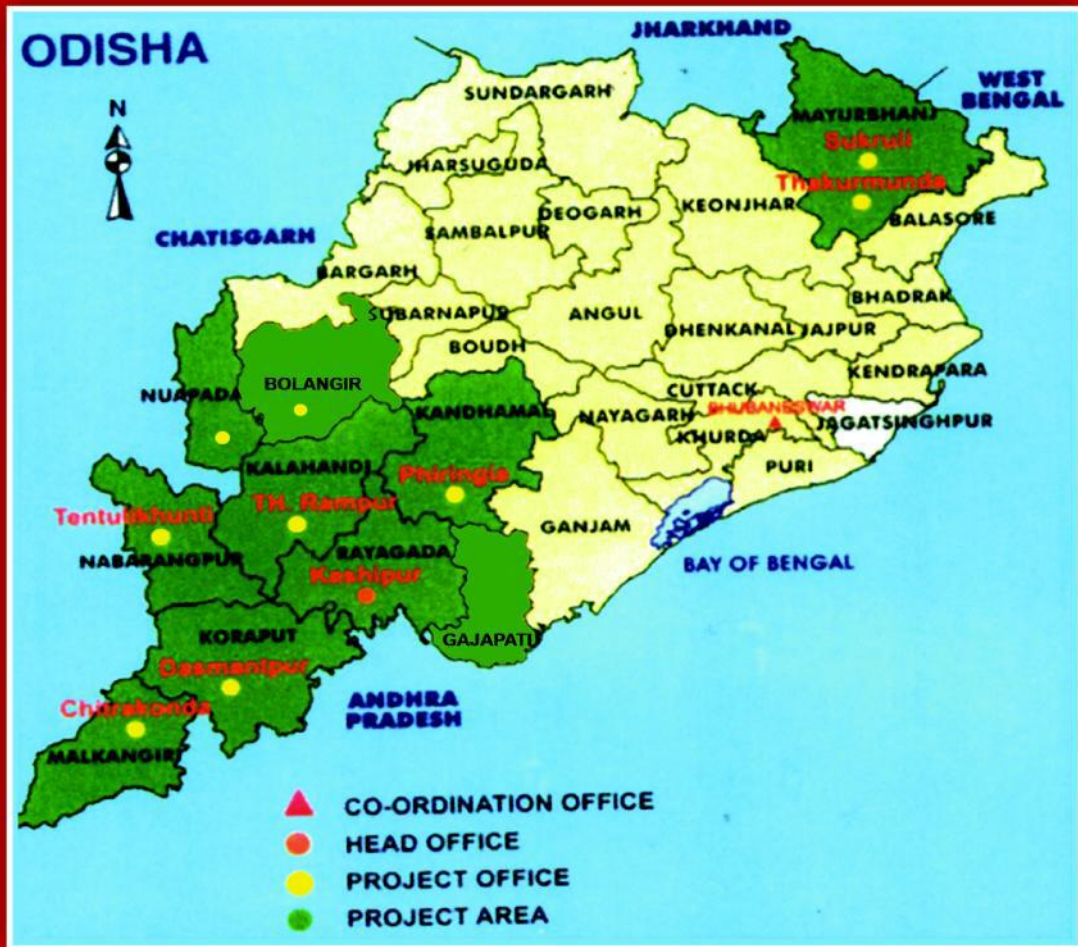 ODISHA
JHARKHAND
WEST
BENGAL
N
SUNDARGARH
MAYURBHANJ
Sukruli
JHARSUGUDA
Thakurmunda
DEOGARH
KEONJHAR
BALASORE
SAMBALPUR
CHATISGARH
BARGARH
BHADRAK
SUBARNAPUR
ANGUL
DHENKANAL
JAJPUR
BOUDH
KENDRAPARA
BOLANGIR
NUAPADA
CUTTACK
KANDHAMAL
NAYAGARH
BHUBANESWAR
JAGATSINGHPUR
KHURDA
KALAHANDI
PURI
Phiringia
TH. Rampur
Tentulikhunti
GANJAM
NABARANGPUR
RAYAGADA
BAY OF BENGAL
Kashipur
KORAPUT
GAJAPATI
Dasmantpur
Chitrakonda
ANDHRA
PRADESH
MALKANGIRI
CO-ORDINATION OFFICE
HEAD OFFICE
PROJECT OFFICE
PROJECT AREA